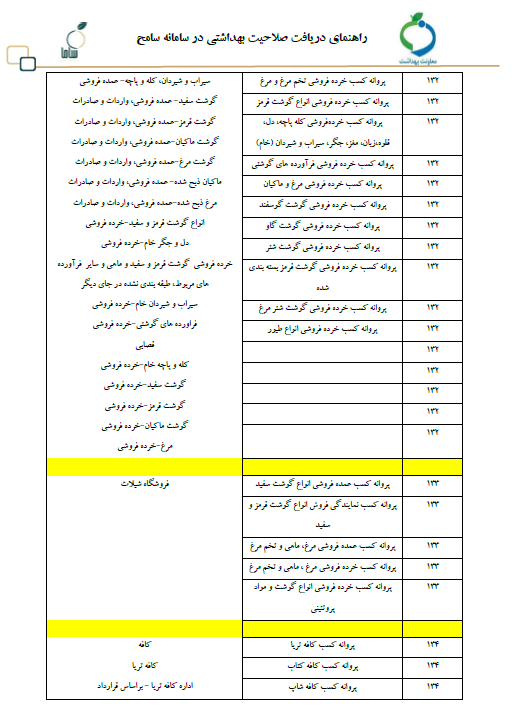 راهنمای دریافت صلاحیت بهداشتی در سامانه سامح
معاونت بهداشت
ساما
۱۳۲ پروانه کسب خرده فروشی تخم مرغ و مرغ
۱۳۲ پروانه کسب خرده فروشی انواع گوشت قرمز
۱۳۲ پروانه کسب خرده‌فروشی کله پاچه، دل،
قلوه،زبان، مغز، جگر، سیراب و شیردان (خام)
۱۳۲ پروانه کسب خرده فروشی فرآورده های گوشتی
۱۳۲ پروانه کسب خرده فروشی مرغ و ماکیان
۱۳۲ پروانه کسب خرده فروشی گوشت گوسفند
۱۳۲ پروانه کسب خرده فروشی گوشت گاو
۱۳۲ پروانه کسب خرده فروشی گوشت شتر
۱۳۲ پروانه کسب خرده فروشی گوشت قرمز بسته بندی
شده
۱۳۲ پروانه کسب خرده فروشی گوشت شتر مرغ
۱۳۲ پروانه کسب خرده فروشی انواع طیور
۱۳۲
۱۳۲
۱۳۲
۱۳۲
۱۳۲
سیراب و شیردان، کله و پاچه- عمده فروشی
گوشت سفید- عمده فروشی، واردات و صادرات
گوشت قرمز-عمده فروشی، واردات و صادرات
گوشت ماکیان-عمده فروشی، واردات و صادرات
گوشت مرغ-عمده فروشی، واردات و صادرات
ماکیان ذبح شده-عمده فروشی، واردات و صادرات
مرغ ذبح شده-عمده فروشی، واردات و صادرات
انواع گوشت قرمز و سفید-خرده فروشی
دل و جگر خام-خرده فروشی
خرده فروشی گوشت قرمز و سفید و ماهی و سایر فرآورده
های مربوط، طبقه بندی نشده در جای دیگر
سیراب و شیردان خام-خرده فروشی
فراورده های گوشتی-خرده فروشی
قصابی
کله و پاچه خام-خرده فروشی
گوشت سفید-خرده فروشی
گوشت قرمز-خرده فروشی
گوشت ماکیان-خرده فروشی
مرغ-خرده فروشی
۱۳۳ پروانه کسب عمده فروشی انواع گوشت سفید
۱۳۳ پروانه کسب نمایندگی فروش انواع گوشت قرمز و
سفید
۱۳۳ پروانه کسب عمده فروشی مرغ، ماهی و تخم مرغ
۱۳۳ پروانه کسب خرده فروشی مرغ ، ماهی و تخم مرغ
۱۳۳ پروانه کسب خرده فروشی انواع گوشت و مواد
پروتئینی
فروشگاه شیلات
۱۳۴ پروانه کسب کافه تریا کافه
۱۳۴ پروانه کسب کافه کتاب کافه تریا
۱۳۴ پروانه کسب کافه شاپ اداره کافه تریا - براساس قرارداد